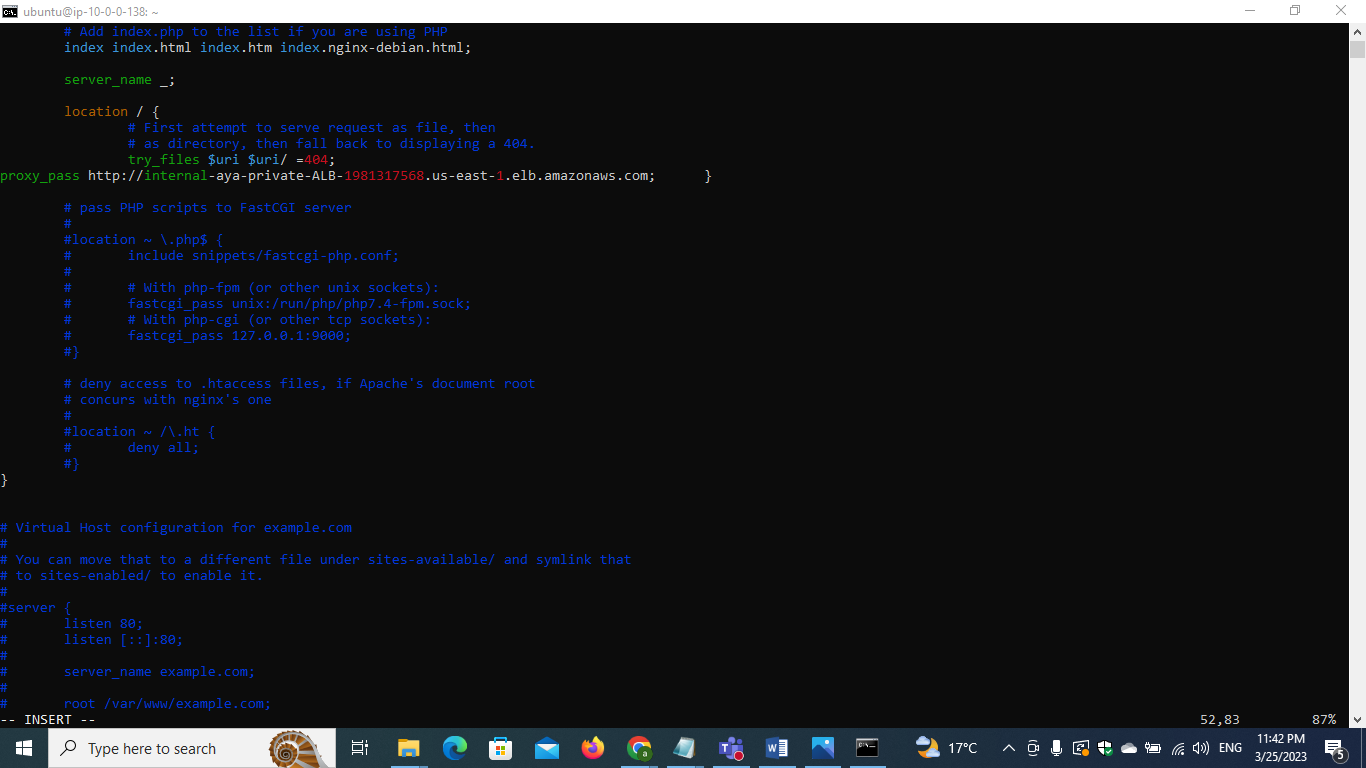 ubuntu@ip-10-0-0-138: ~
# Add index.php to the list if you are using PHP
index index.html index.htm index.nginx-debian.html;
server_name _;
location / {
# First attempt to serve request as file, then
# as directory, then fall back to displaying a 404.
try_files $uri $uri/ =404;
proxy_pass http://internal-aya-private-ALB-1981317568.us-east-1.elb.amazonaws.com; }
# pass PHP scripts to FastCGI server
#
#location ~ \.php$ {
# include snippets/fastcgi-php.conf;
#
# # With php-fpm (or other unix sockets):
# fastcgi_pass unix:/run/php/php7.4-fpm.sock;
# # With php-cgi (or other tcp sockets):
# fastcgi_pass 127.0.0.1:9000;
#}
# deny access to .htaccess files, if Apache's document root
# concurs with nginx's one
#
#location ~ /\.ht {
# deny all;
#}
}
# Virtual Host configuration for example.com
#
# You can move that to a different file under sites-available/ and symlink that
# to sites-enabled/ to enable it.
#
#server {
# listen 80;
# listen [::]:80;
#
# server_name example.com;
#
# root /var/www/example.com;
-- INSERT -- 52,83 87%
Type here to search
17°C
ENG
11:42 PM
3/25/2023
5